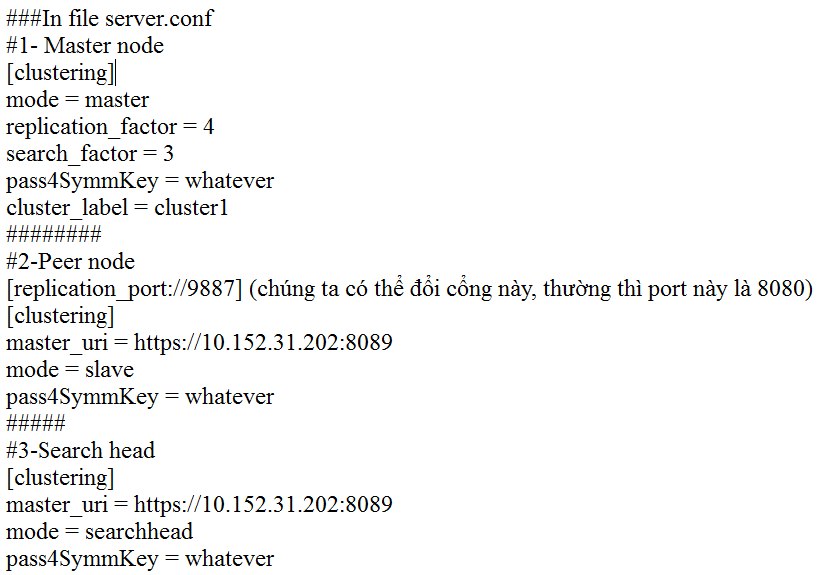 ###In file server.conf
#1- Master node
[clustering]
mode = master
replication_factor = 4
search_factor = 3
pass4SymmKey = whatever
cluster_label = cluster1
########
#2-Peer node
[replication_port://9887] (chúng ta có thể đổi cổng này, thường thì port này là 8080)
[clustering]
master_uri = https://10.152.31.202:8089
mode = slave
pass4SymmKey = whatever
#####
#3-Search head
[clustering]
master_uri = https://10.152.31.202:8089
mode = searchhead
pass4SymmKey = whatever